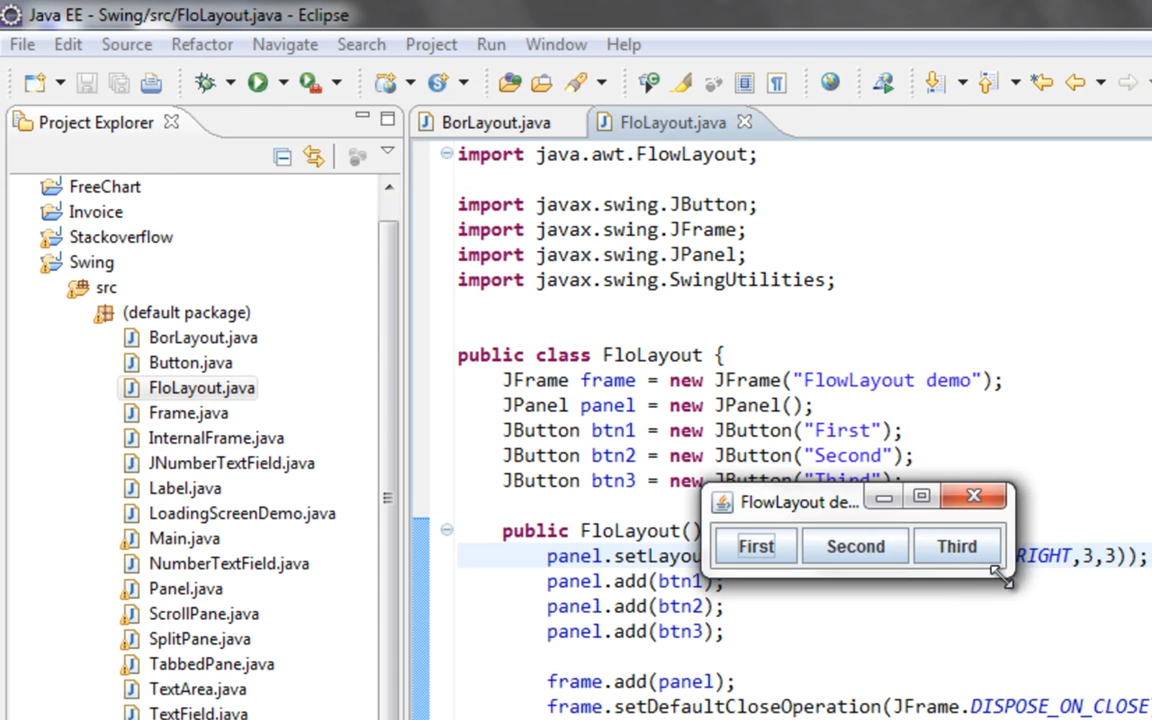 Java EE - Swing/src/FloLayout.java - Eclipse
File Edit Source Refactor Navigate Search Project Run Window Help
Project Explorer
BorLayout.java
FloLayout.java
FreeChart
Invoice
Stackoverflow
Swing
src
(default package)
BorLayout.java
Button.java
FloLayout.java
Frame.java
InternalFrame.java
JNumberTextField.java
Label.java
LoadingScreenDemo.java
Main.java
NumberTextField.java
Panel.java
ScrollPane.java
SplitPane.java
TabbedPane.java
TextArea.java
TextField.java
import java.awt.FlowLayout;
import javax.swing.JButton;
import javax.swing.JFrame;
import javax.swing.JPanel;
import javax.swing.SwingUtilities;
public class FloLayout {
JFrame frame = new JFrame("FlowLayout demo");
JPanel panel = new JPanel();
JButton btn1 = new JButton("First");
JButton btn2 = new JButton("Second");
JButton btn3 = new JButton("Third");
public FloLayout()
panel.setLayou RIGHT,3,3));
panel.add(btn1);
panel.add(btn2);
panel.add(btn3);
frame.add(panel);
frame.setDefaultCloseOperation(JFrame.DISPOSE_ON_CLOSE)
FlowLayout de...
First Second Third